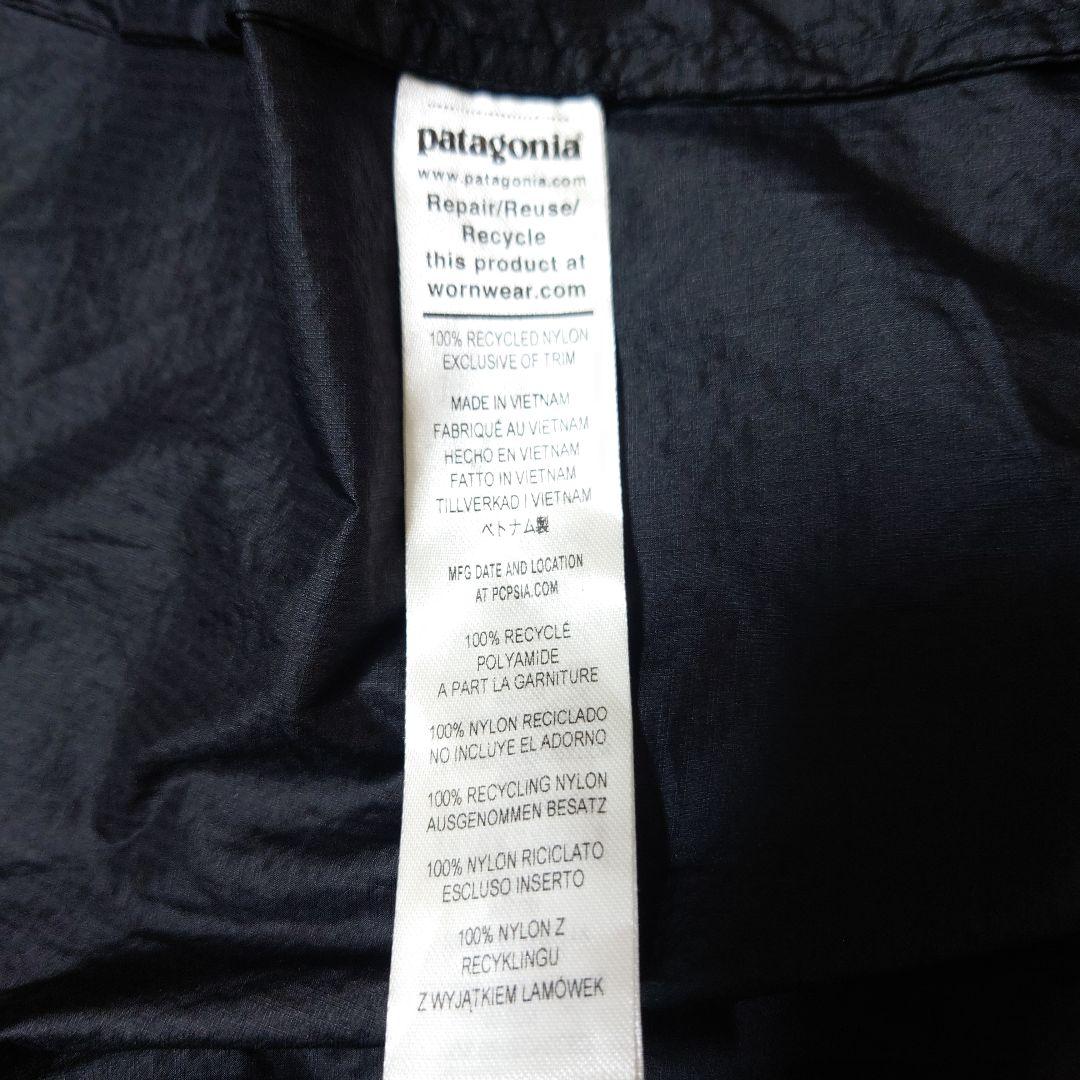 patagonia®
www.patagonia.com
Repair/Reuse/
Recycle
this product at
wornwear.com
100% RECYCLED NYLON
EXCLUSIVE OF TRIM
MADE IN VIETNAM
FABRIQUÉ AU VIETNAM
HECHO EN VIETNAM
FATTO IN VIETNAM
TILLVERKAD I VIETNAM
ベトナム製
MFG DATE AND LOCATION
AT PCPSIA.COM
100% RECYCLÉ
POLYAMIDE
A PART LA GARNITURE
100% NYLON RECICLADO
NO INCLUYE EL ADORNO
100% RECYCLING NYLON
AUSGENOMMEN BESATZ
100% NYLON RICICLATO
ESCLUSO INSERTO
100% NYLON Z
RECYKLINGU
Z WYJĄTKIEM LAMÓWEK